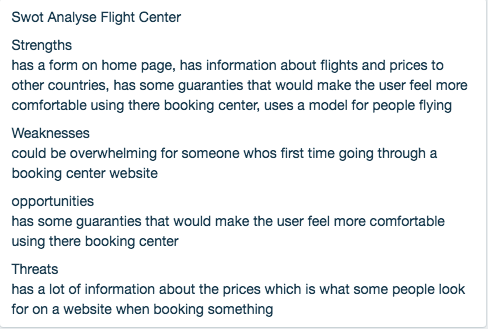 Swot Analyse Flight Center
Strengths
has a form on home page, has information about flights and prices to
other countries, has some guaranties that would make the user feel more
comfortable using there booking center, uses a model for people flying
Weaknesses
could be overwhelming for someone whos first time going through a
booking center website
opportunities
has some guaranties that would make the user feel more comfortable
using there booking center
Threats
has a lot of information about the prices which is what some people look
for on a website when booking something